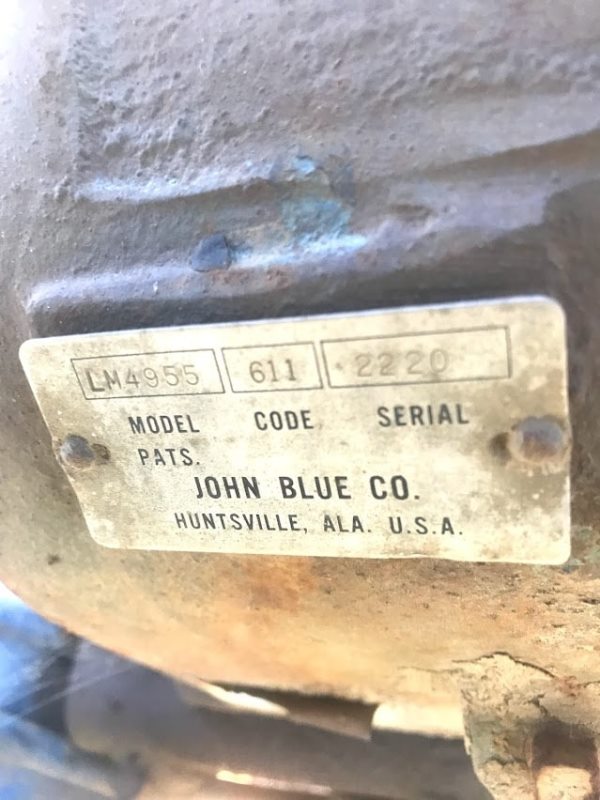 LM4955 611 2220
MODEL CODE SERIAL
PATS.
JOHN BLUE CO.
HUNTSVILLE, ALA. U.S.A.